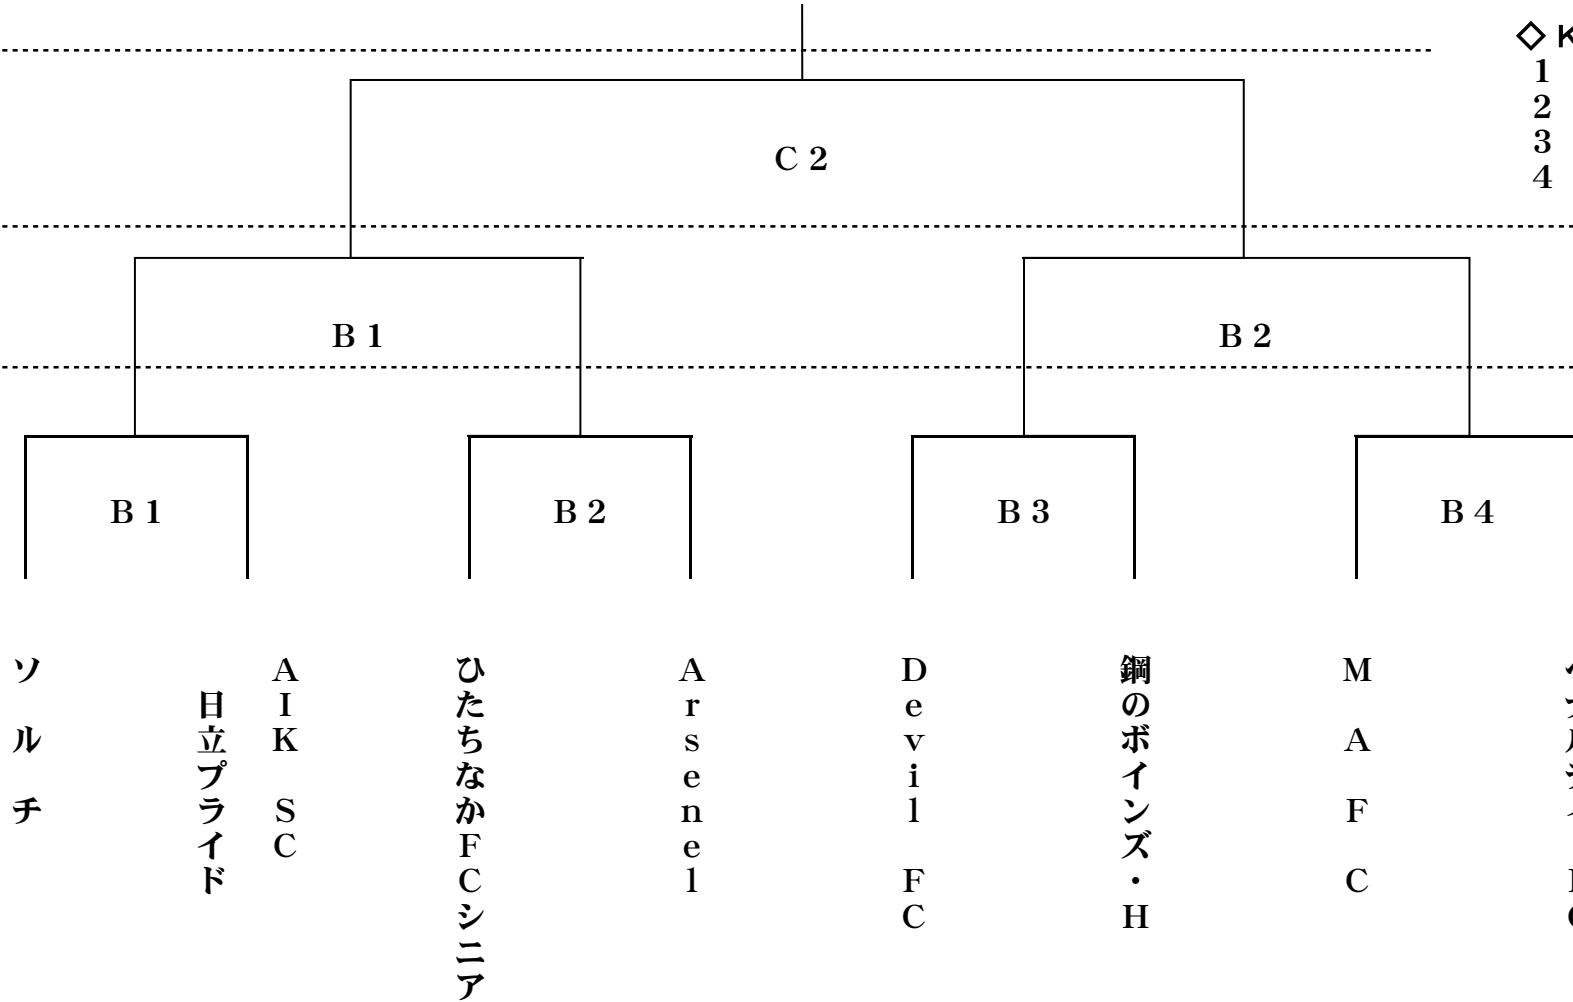 ◇ K
1
2
3
4
C 2
B 1
B 2
B 1
B 2
B 3
B 4
ソルチ
AIK SC
日立プライド
ひたちなかFCシニア
Arsenel
Devil FC
鋼のボインズ・H
MAFC